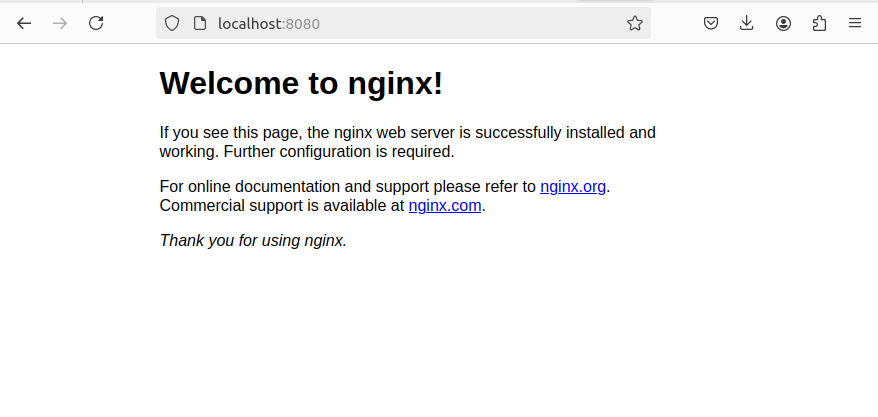 localhost:8080
Welcome to nginx!
If you see this page, the nginx web server is successfully installed and
working. Further configuration is required.
For online documentation and support please refer to nginx.org.
Commercial support is available at nginx.com.
Thank you for using nginx.